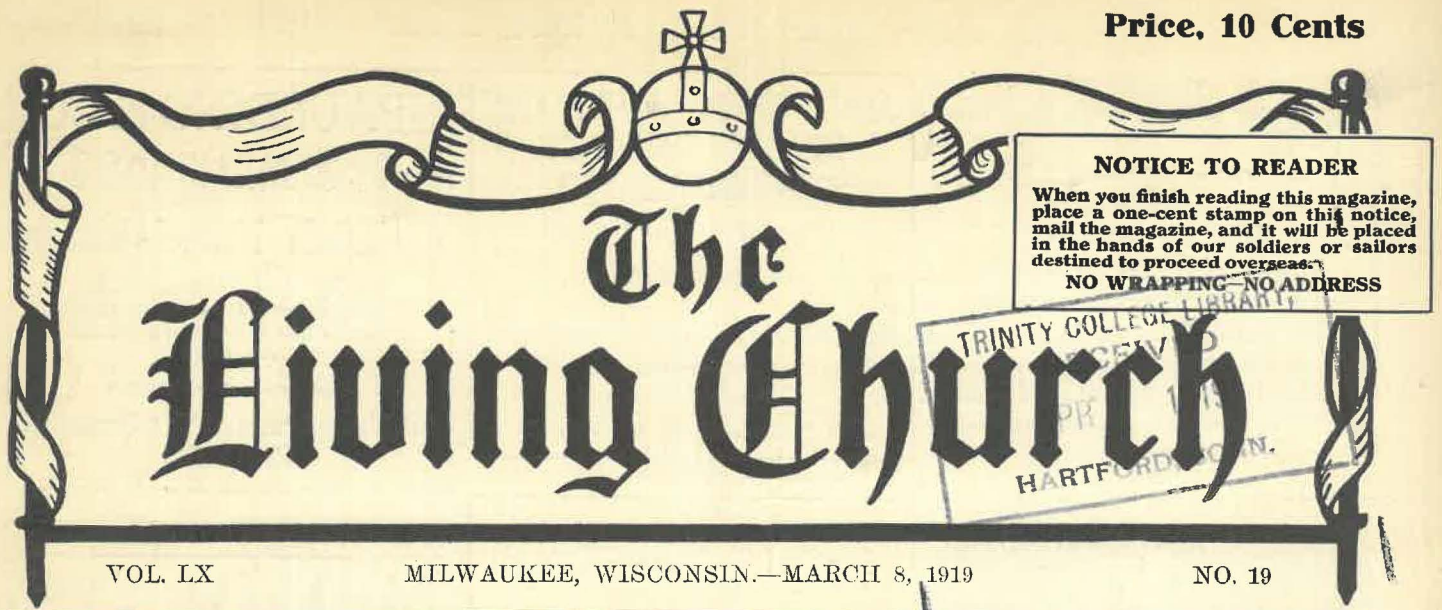 Price, 10 Cents
NOTICE TO READER
When you finish reading this magazine,
place a one-cent stamp on this notice,
mail the magazine, and it will be placed
in the hands of our soldiers or sailors
destined to proceed overseas.
NO WRAPPING—NO ADDRESS
The
Living Church
TRINITY COLLEGE LIBRARY,
HARTFORD, CONN.
VOL. LX
MILWAUKEE, WISCONSIN.—MARCH 8, 1919
NO. 19